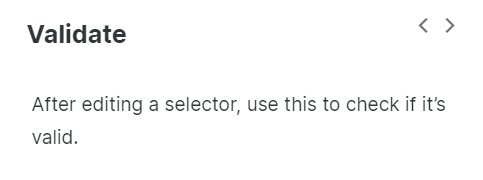 Validate
After editing a selector, use this to check if it’s
valid.